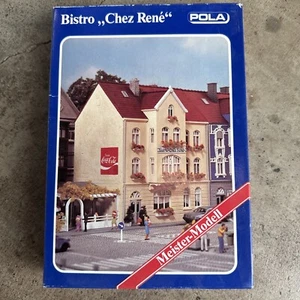 Bistro „Chez René“
POLA
Coca-Cola
Meister-Modell